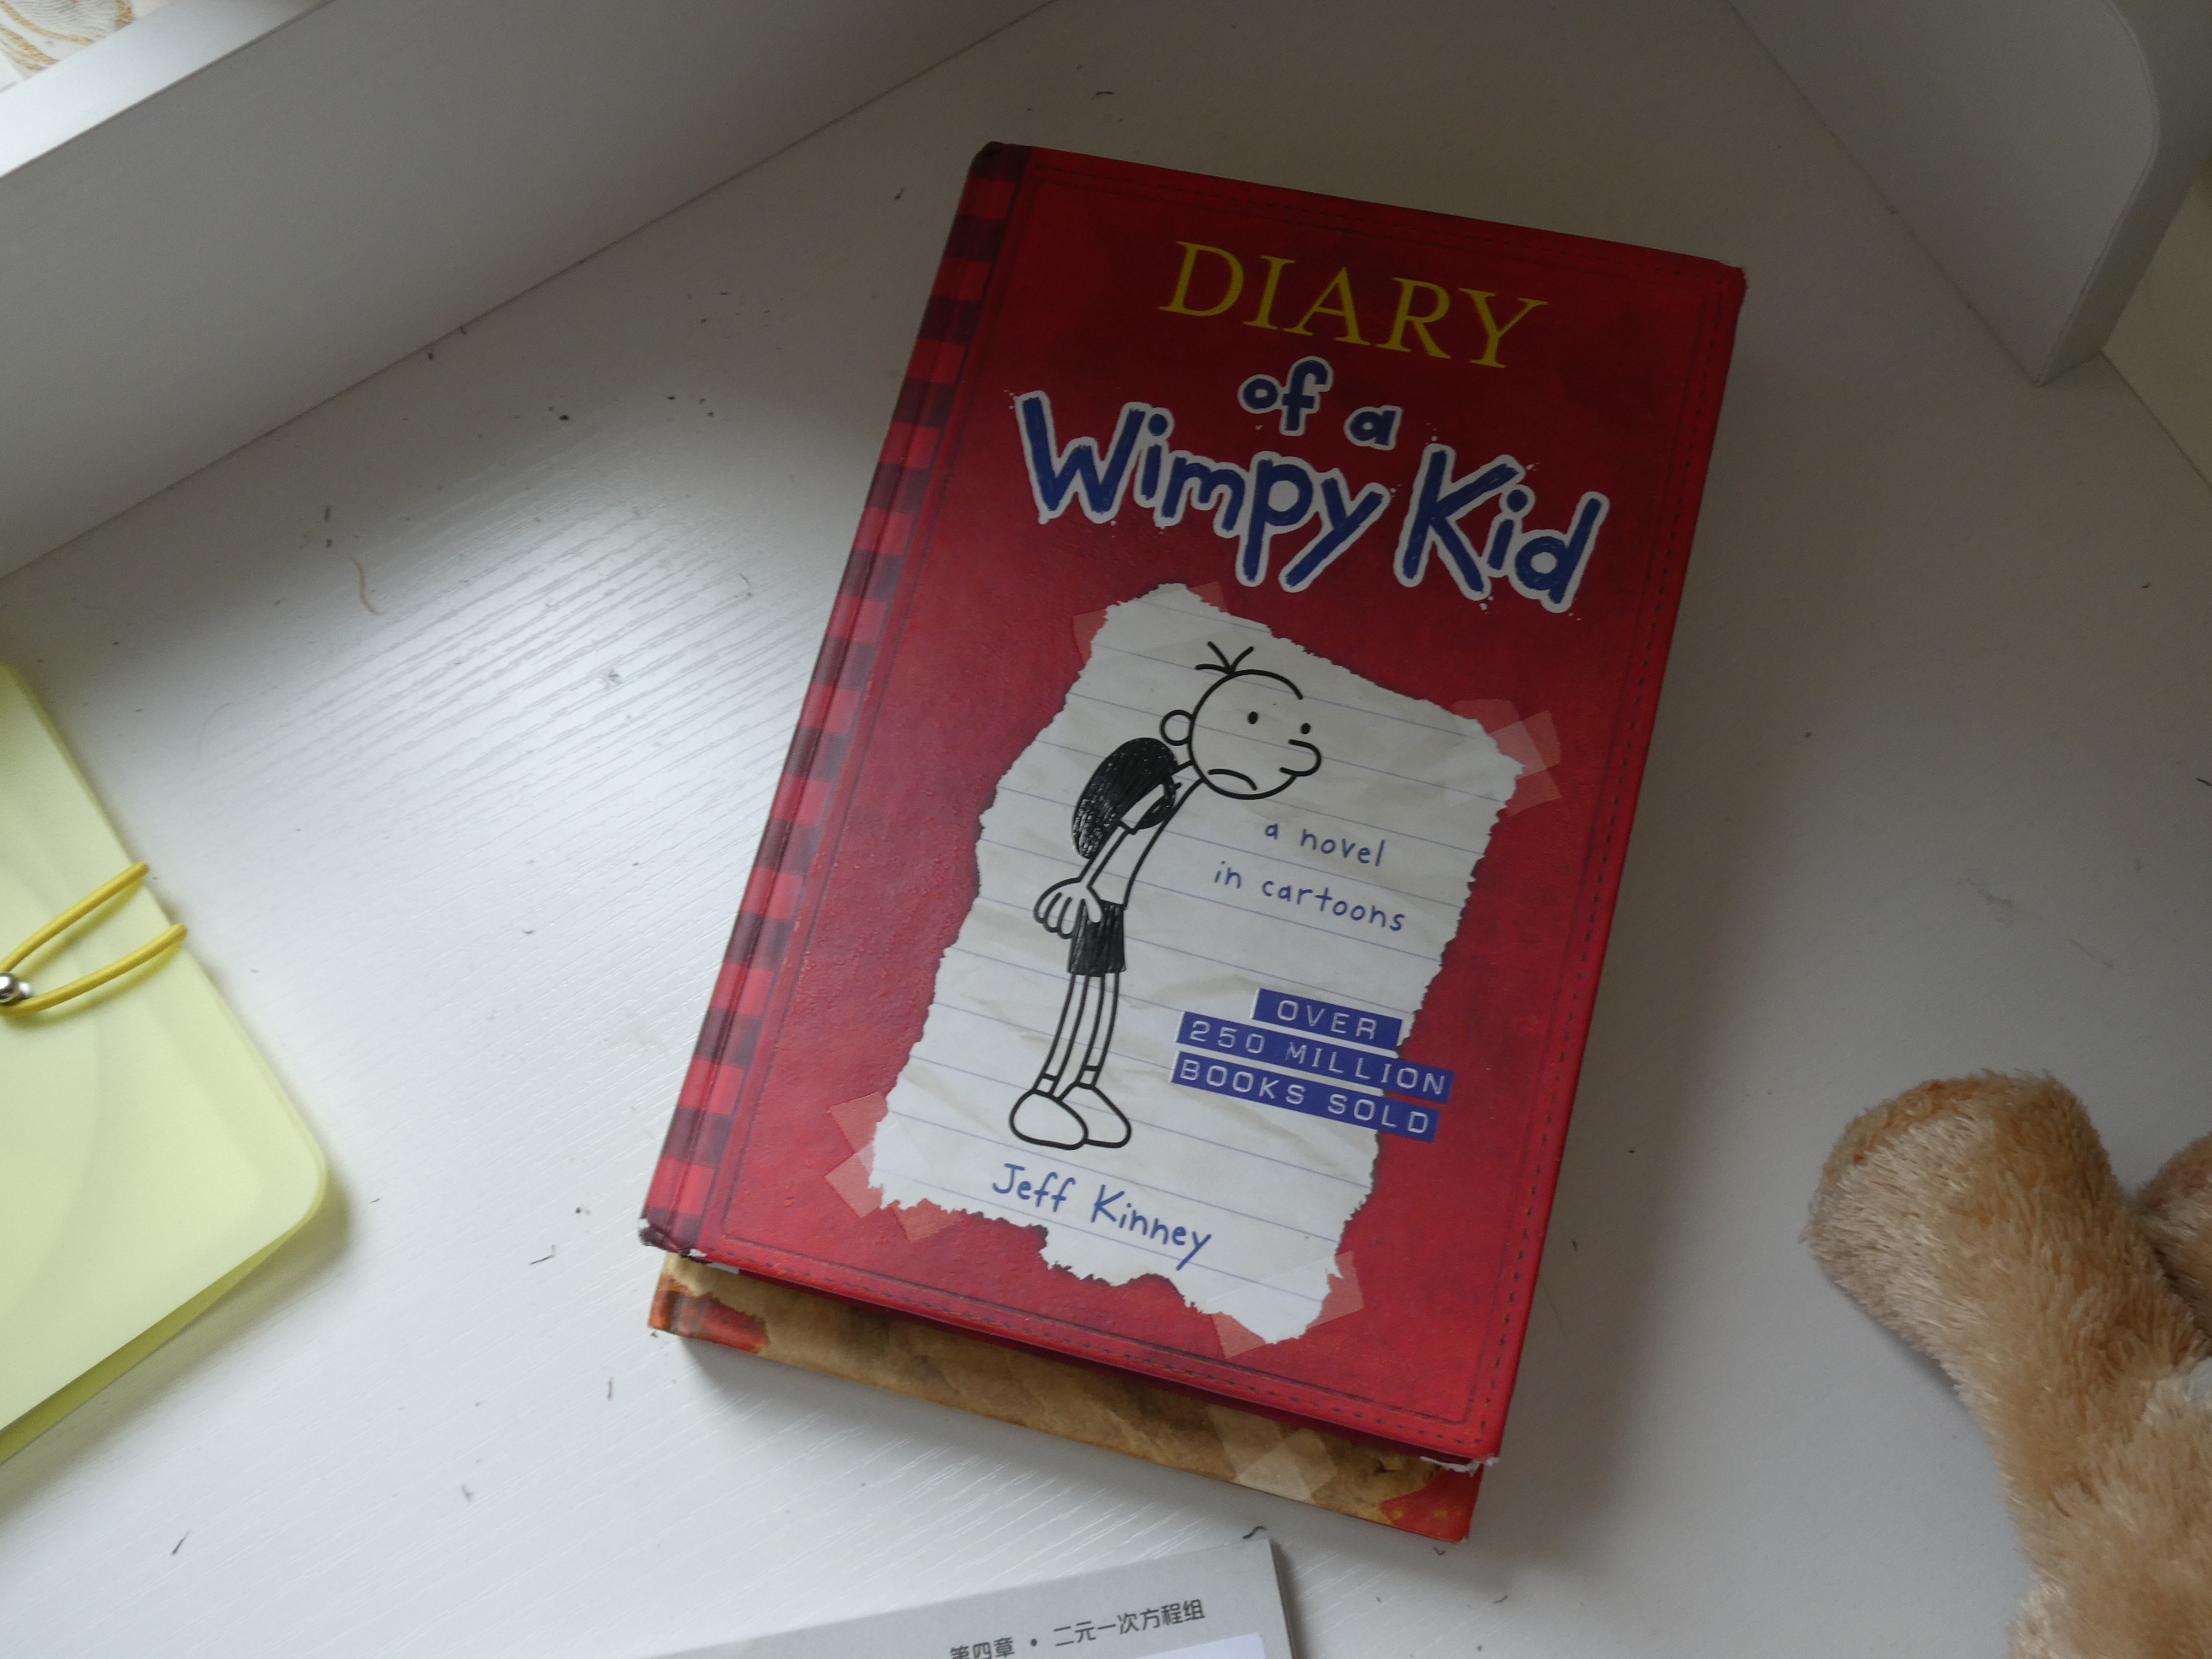 DIARY
of a
Wimpy Kid
a novel
in cartoons
OVER
250 MILLION
BOOKS SOLD
Jeff Kinney
第四章 • 二元一次方程组